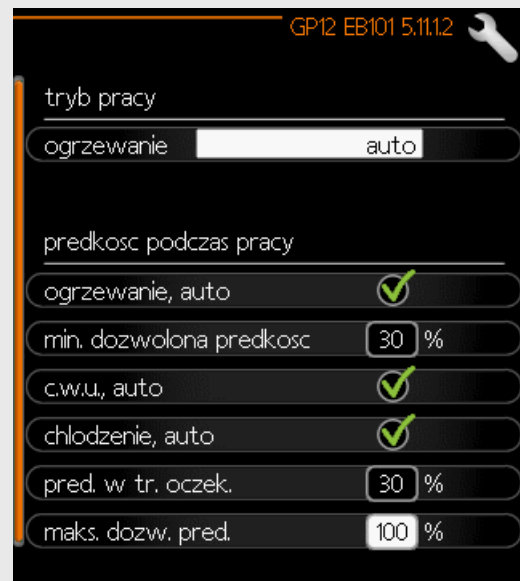 GP12 EB101 5.11.1.2
tryb pracy
ogrzewanie auto
predkosc podczas pracy
ogrzewanie, auto
min. dozwolona predkosc 30 %
c.w.u., auto
chlodzenie, auto
pred. w tr. oczek. 30 %
maks. dozw. pred. 100 %